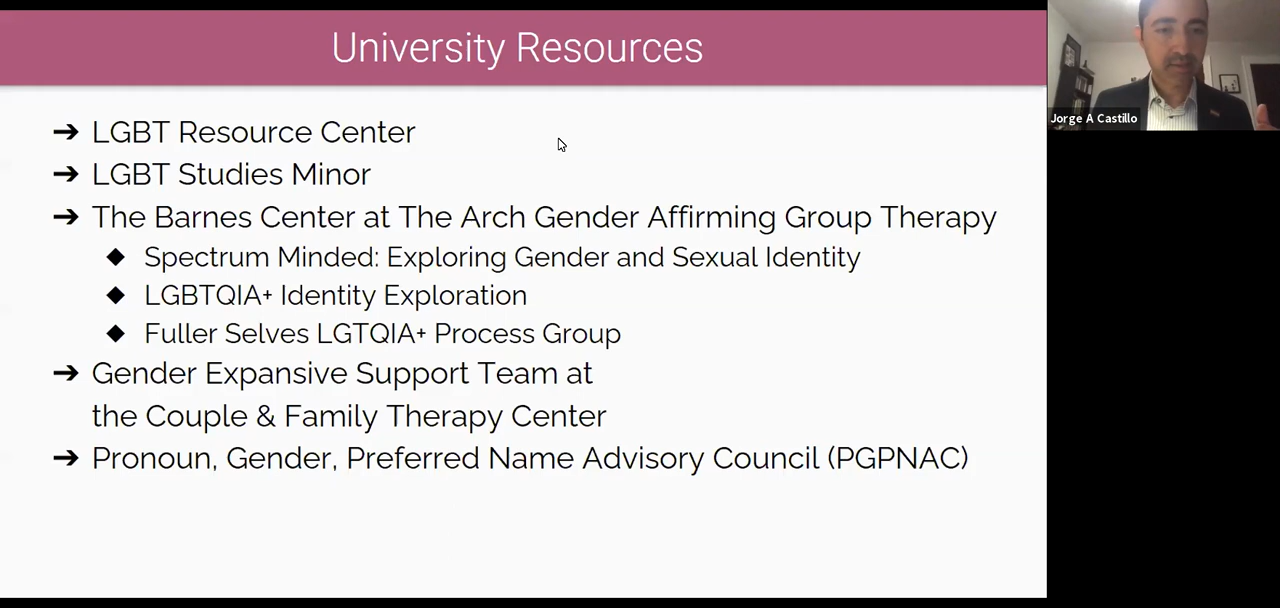 University Resources
➔ LGBT Resource Center
➔ LGBT Studies Minor
➔ The Barnes Center at The Arch Gender Affirming Group Therapy
◆ Spectrum Minded: Exploring Gender and Sexual Identity
◆ LGBTQIA+ Identity Exploration
◆ Fuller Selves LGTQIA+ Process Group
➔ Gender Expansive Support Team at
the Couple & Family Therapy Center
➔ Pronoun, Gender, Preferred Name Advisory Council (PGPNAC)
Jorge A Castillo